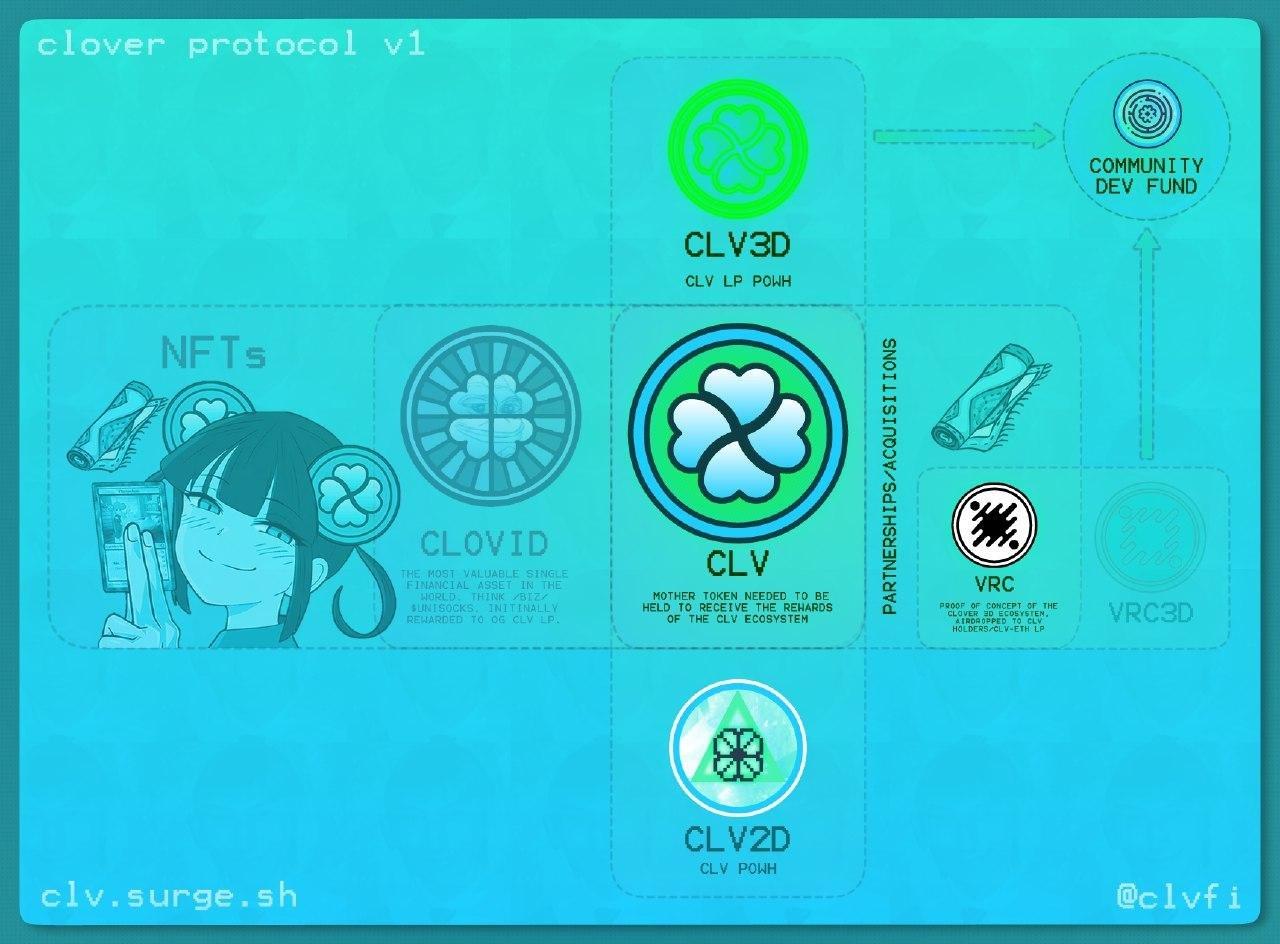 clover protocol v1
COMMUNITY
DEV FUND
CLV3D
CLV LP POWH
NFTs
CLOVID
THE MOST VALUABLE SINGLE
FINANCIAL ASSET IN THE
WORLD. THINK /BIZ/
$UNISOCKS, INITINALLY
REWARDED TO OG CLV LP.
CLV
MOTHER TOKEN NEEDED TO BE
HELD TO RECEIVE THE REWARDS
OF THE CLV ECOSYSTEM
PARTNERSHIPS/ACQUISITIONS
VRC
PROOF OF CONCEPT OF THE
CLOVER 3D ECOSYSTEM,
AIRDROPPED TO CLV
HOLDERS/CLV-ETH LP
VRC3D
CLV2D
CLV POWH
clv.surge.sh
@clvfi